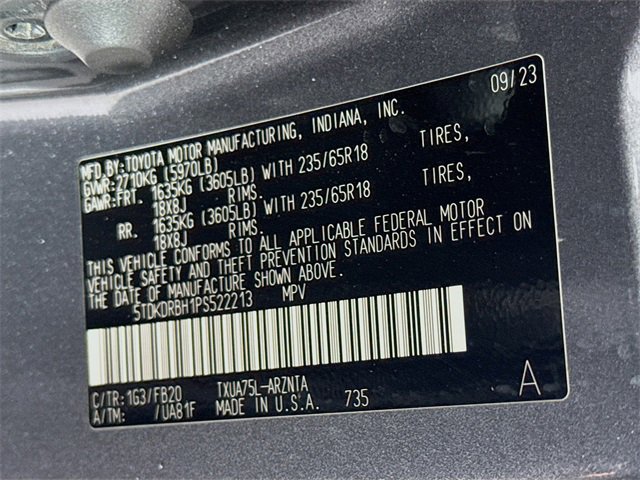 09/23
MFD.BY:TOYOTA MOTOR MANUFACTURING, INDIANA, INC.
GVWR:2710KG (5970LB)
GAWR:FRT. 1635KG (3605LB) WITH 235/65R18 TIRES,
18X8J RIMS.
RR. 1635KG (3605LB) WITH 235/65R18 TIRES,
18X8J RIMS.
THIS VEHICLE CONFORMS TO ALL APPLICABLE FEDERAL MOTOR
VEHICLE SAFETY AND THEFT PREVENTION STANDARDS IN EFFECT ON
THE DATE OF MANUFACTURE SHOWN ABOVE.
5TDKDRBH1PS522213 MPV
C/TR: 1G3/FB20 TXUA75L-ARZNTA
A/TM: /UA81F MADE IN U.S.A. 735 A